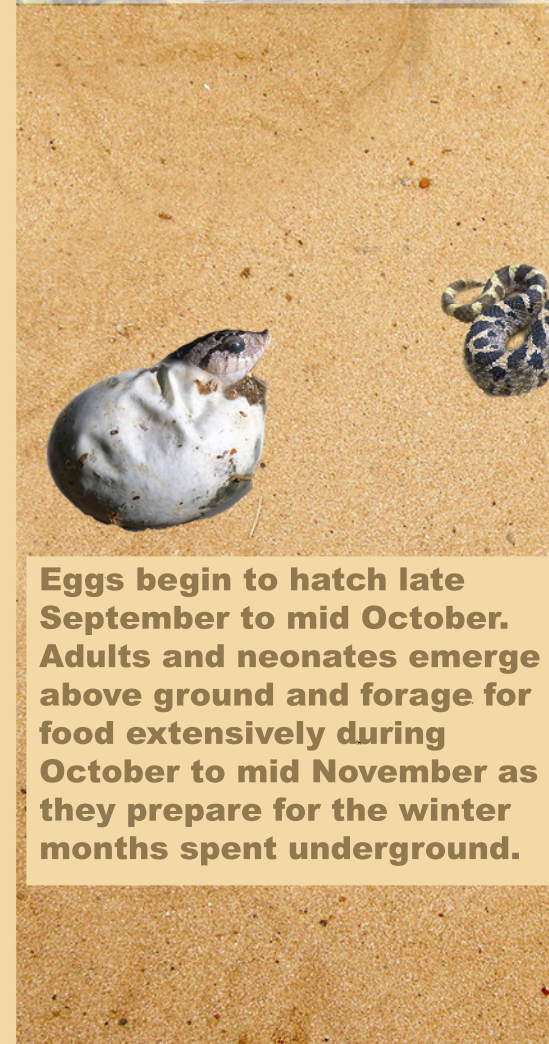 Eggs begin to hatch late
September to mid October.
Adults and neonates emerge
above ground and forage for
food extensively during
October to mid November as
they prepare for the winter
months spent underground.